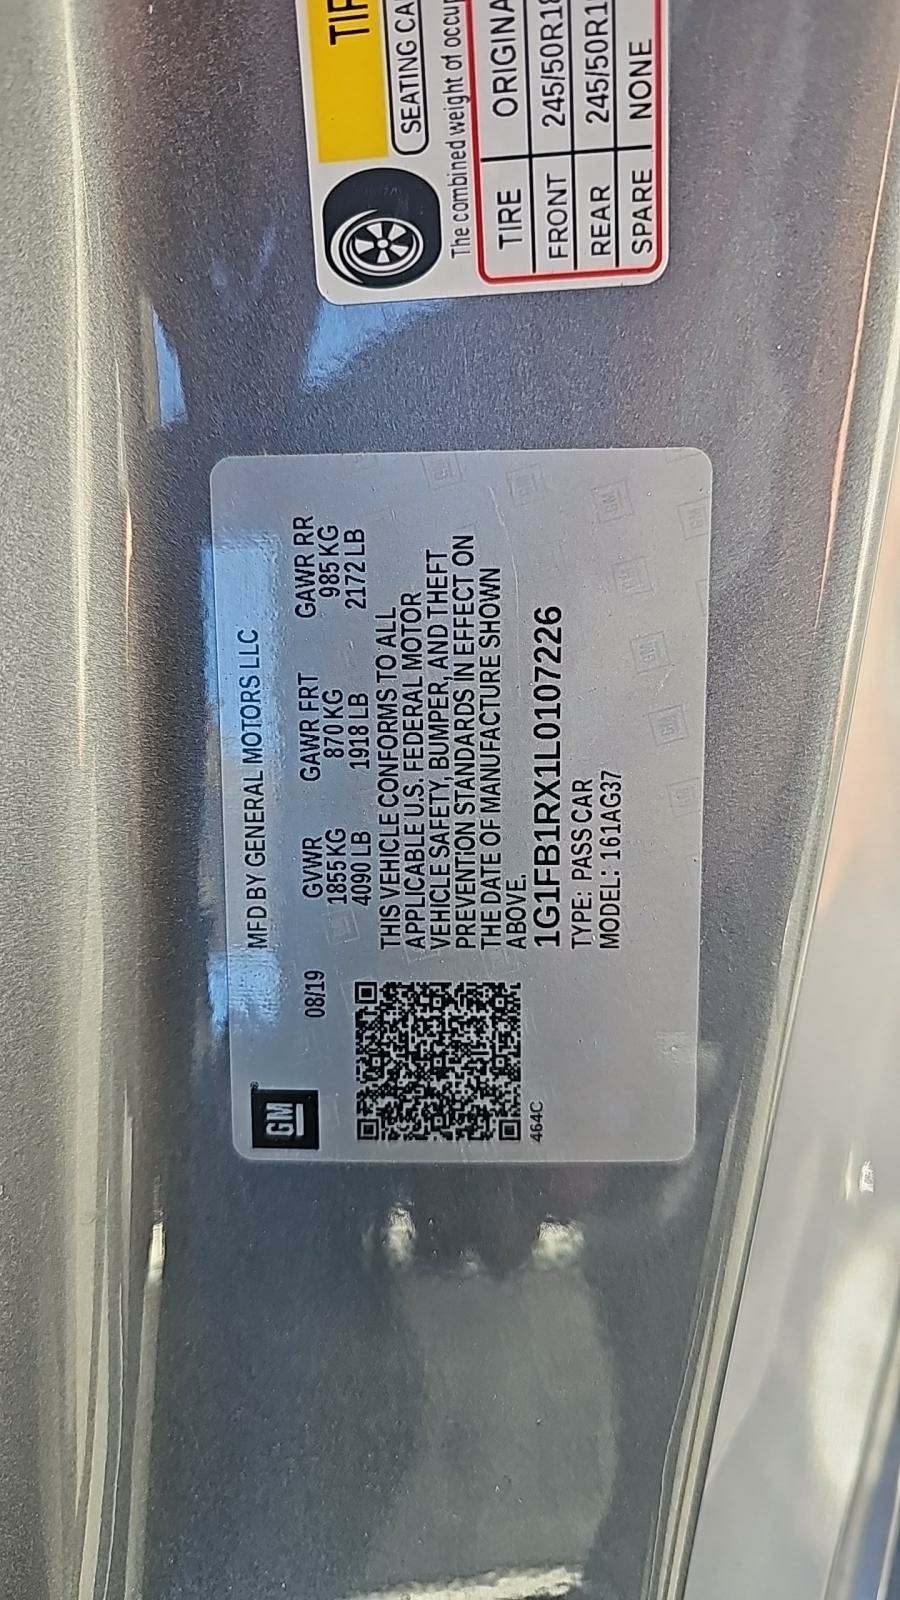 GM
MFD BY GENERAL MOTORS LLC
08/19
GVWR GAWR FRT GAWR RR
1855 KG 870 KG 985 KG
4090 LB 1918 LB 2172 LB
THIS VEHICLE CONFORMS TO ALL
APPLICABLE U.S. FEDERAL MOTOR
VEHICLE SAFETY, BUMPER, AND THEFT
PREVENTION STANDARDS IN EFFECT ON
THE DATE OF MANUFACTURE SHOWN
ABOVE.
1G1FB1RX1L0107226
TYPE: PASS CAR
MODEL: 161AG37
464C
SEATING CA
The combined weight of occup
TIRE ORIGINA
FRONT 245/50R18
REAR 245/50R1
SPARE NONE